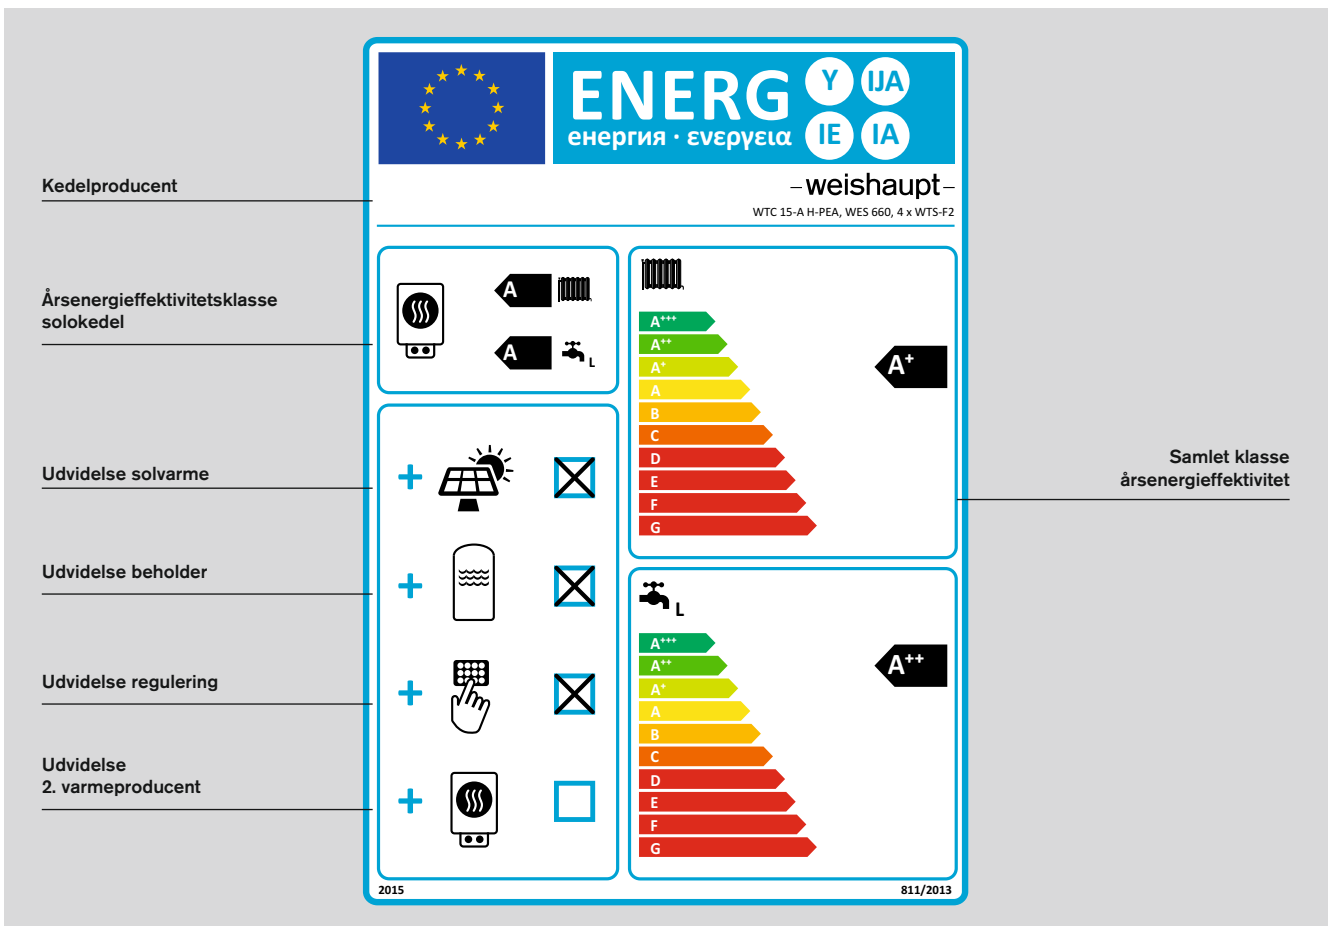 ENERG
Y IJA
IE IA
енергия · ενεργεια
Kedelproducent
–weishaupt–
WTC 15-A H-PEA, WES 660, 4 x WTS-F2
Årsenergieffektivitetsklasse
solokedel
A
A
L
Udvidelse solvarme
Udvidelse beholder
Udvidelse regulering
Udvidelse
2. varmeproducent
A+++
A++
A+
A
B
C
D
E
F
G
A+
L
A+++
A++
A+
A
B
C
D
E
F
G
A++
Samlet klasse
årsenergieffektivitet
2015
811/2013